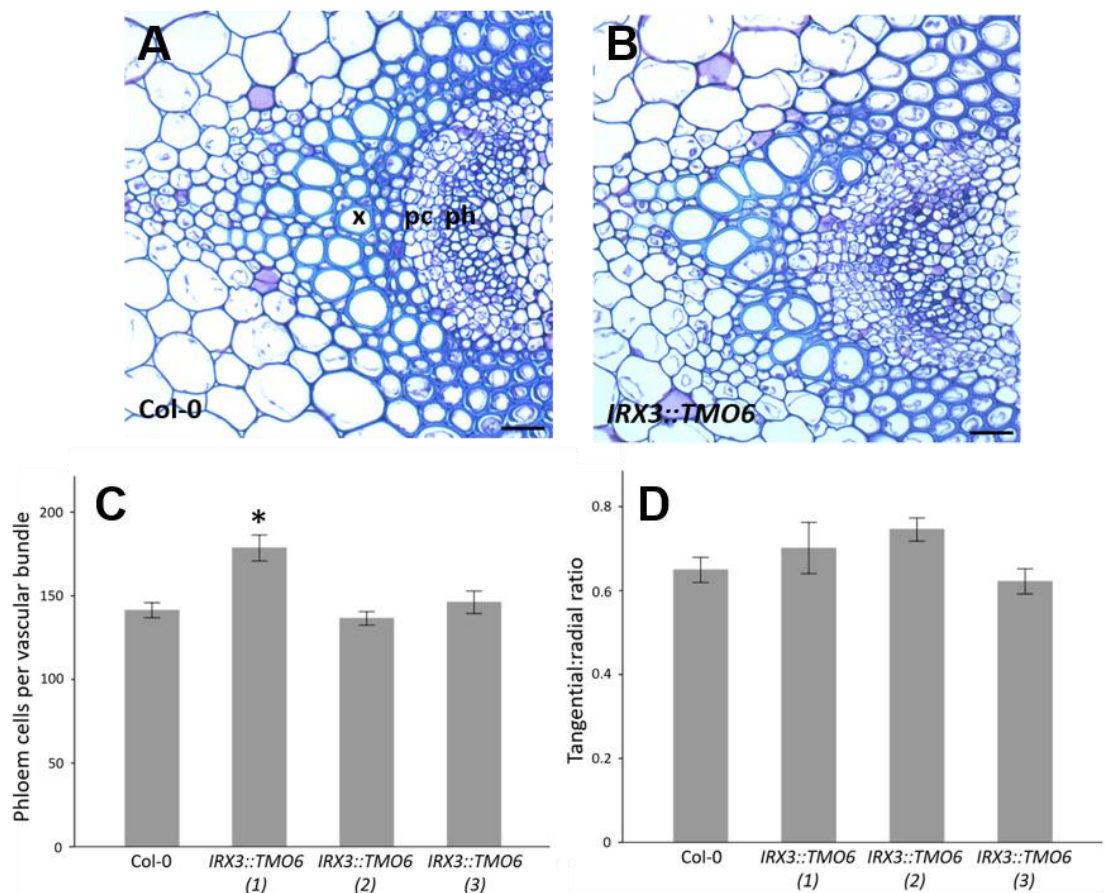 A
x pc ph
Col-0
B
IRX3::TMO6
C
Phloem cells per vascular bundle
200
150
100
50
0
*
Col-0
IRX3::TMO6
(1)
IRX3::TMO6
(2)
IRX3::TMO6
(3)
D
Tangential:radial ratio
0.8
0.6
0.4
0.2
0
Col-0
IRX3::TMO6
(1)
IRX3::TMO6
(2)
IRX3::TMO6
(3)